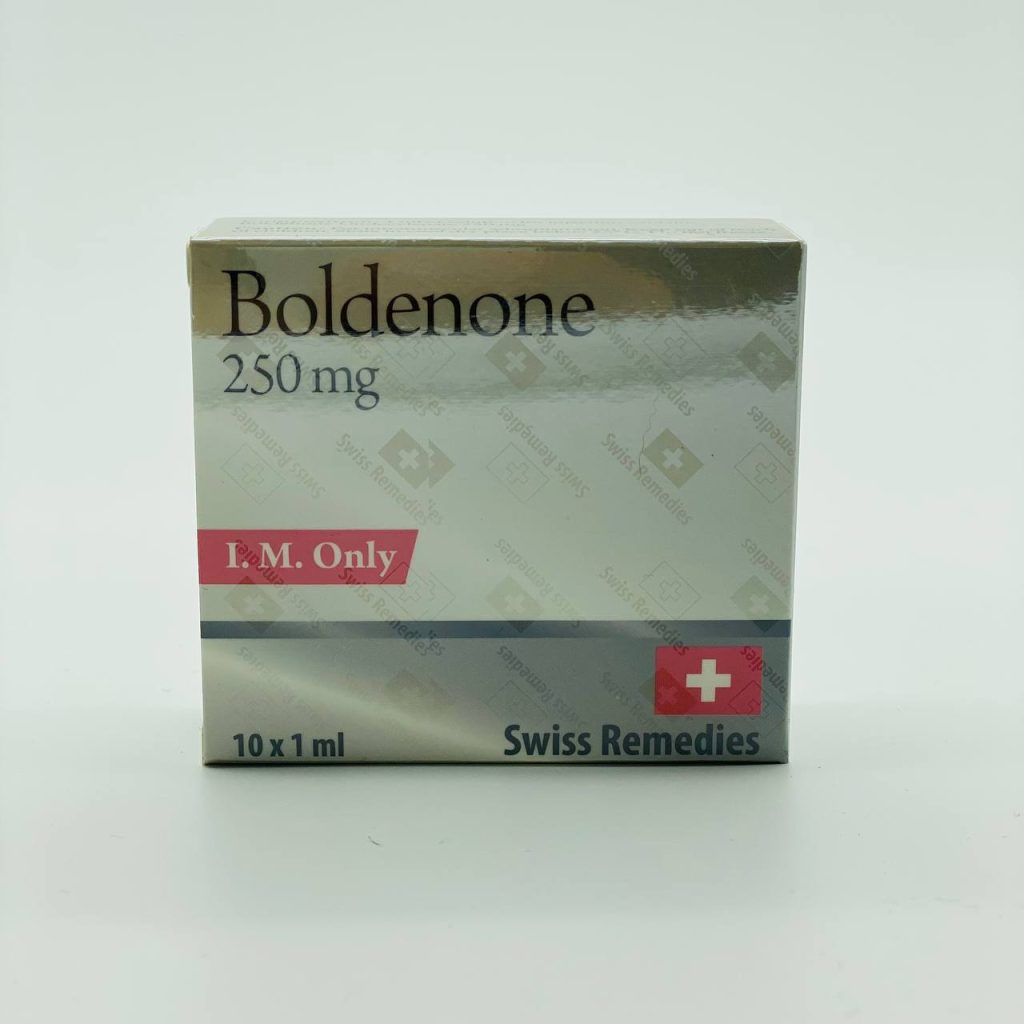 Boldenone
250 mg
I. M. Only
10 x 1 ml
Swiss Remedies